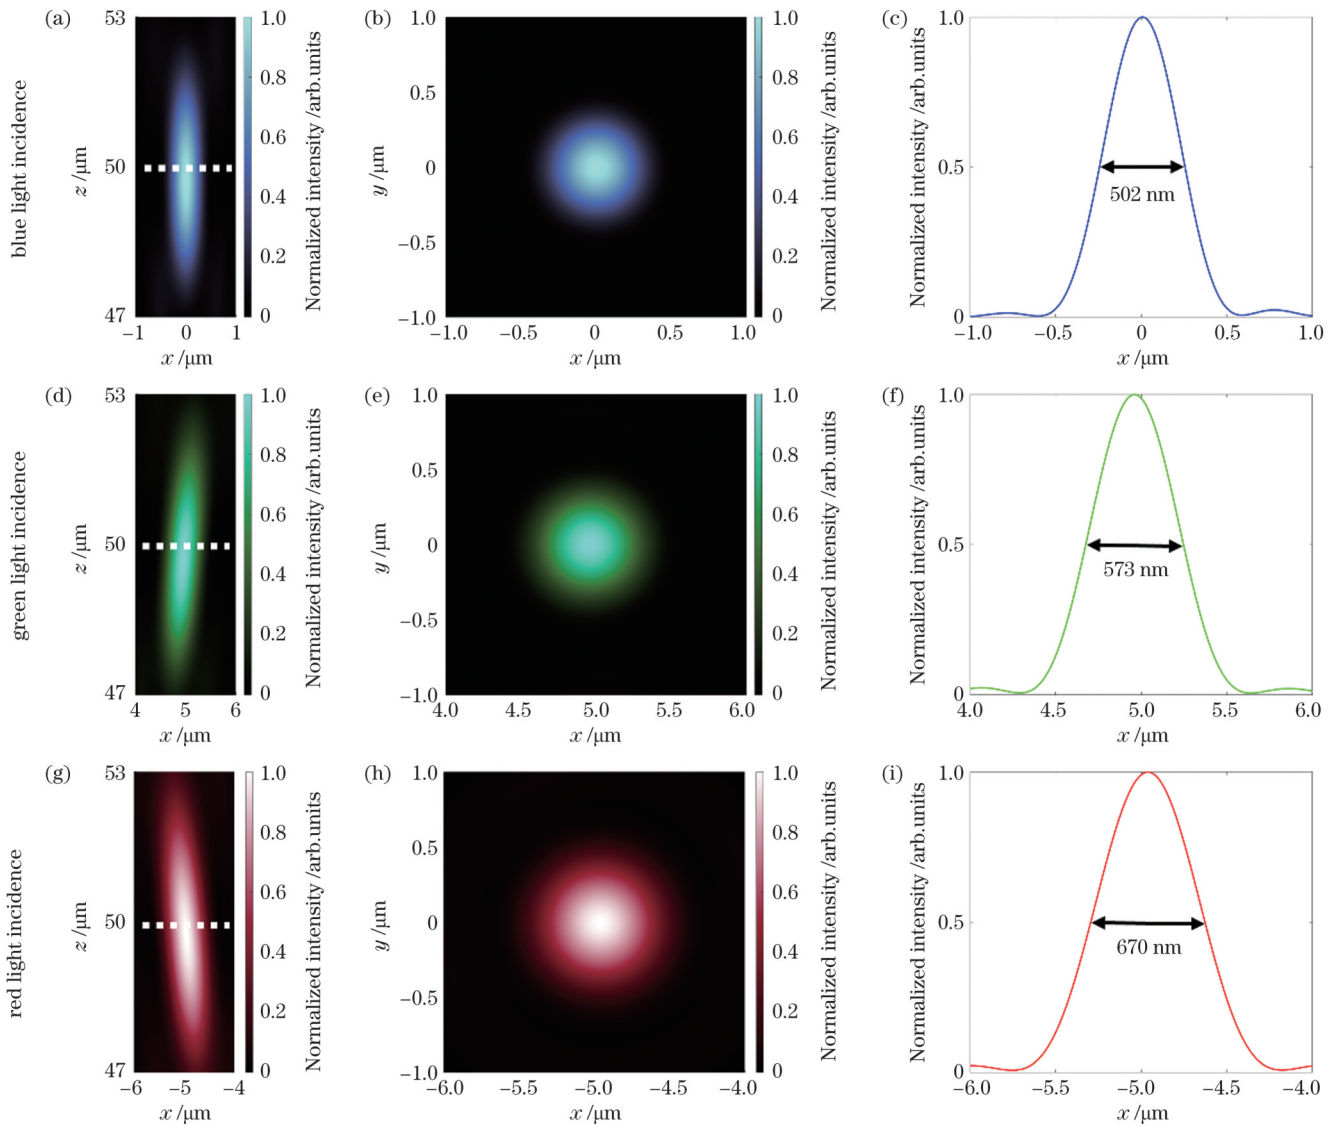 blue light incidence
(a)
53
50
47
z /μm
−1 0 1
x /μm
1.0
0.8
0.6
0.4
0.2
0
Normalized intensity /arb.units
(b)
1.0
0.5
0
−0.5
−1.0
y /μm
−1.0 −0.5 0 0.5 1.0
x /μm
1.0
0.8
0.6
0.4
0.2
0
Normalized intensity /arb.units
(c)
1.0
0.5
0
Normalized intensity /arb.units
502 nm
−1.0 −0.5 0 0.5 1.0
x /μm
green light incidence
(d)
53
50
47
z /μm
4 5 6
x /μm
1.0
0.8
0.6
0.4
0.2
0
Normalized intensity /arb.units
(e)
1.0
0.5
0
−0.5
−1.0
y /μm
4.0 4.5 5.0 5.5 6.0
x /μm
1.0
0.8
0.6
0.4
0.2
0
Normalized intensity /arb.units
(f)
1.0
0.5
0
Normalized intensity /arb.units
573 nm
4.0 4.5 5.0 5.5 6.0
x /μm
red light incidence
(g)
53
50
47
z /μm
−6 −5 −4
x /μm
1.0
0.8
0.6
0.4
0.2
0
Normalized intensity /arb.units
(h)
1.0
0.5
0
−0.5
−1.0
y /μm
−6.0 −5.5 −5.0 −4.5 −4.0
x /μm
1.0
0.8
0.6
0.4
0.2
0
Normalized intensity /arb.units
(i)
1.0
0.5
0
Normalized intensity /arb.units
670 nm
−6.0 −5.5 −5.0 −4.5 −4.0
x /μm